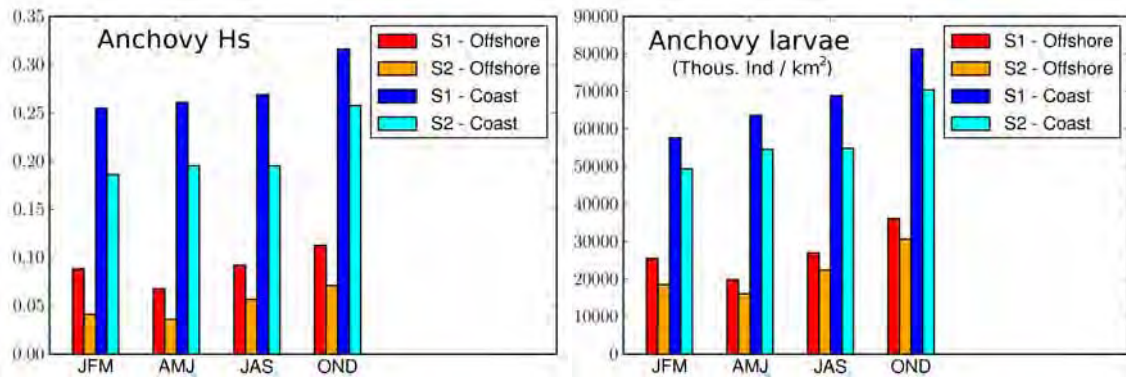 Anchovy Hs
0.35
0.30
0.25
0.20
0.15
0.10
0.05
0.00
JFM AMJ JAS OND
S1 - Offshore
S2 - Offshore
S1 - Coast
S2 - Coast
Anchovy larvae
(Thous. Ind / km²)
90000
80000
70000
60000
50000
40000
30000
20000
10000
0
JFM AMJ JAS OND
S1 - Offshore
S2 - Offshore
S1 - Coast
S2 - Coast